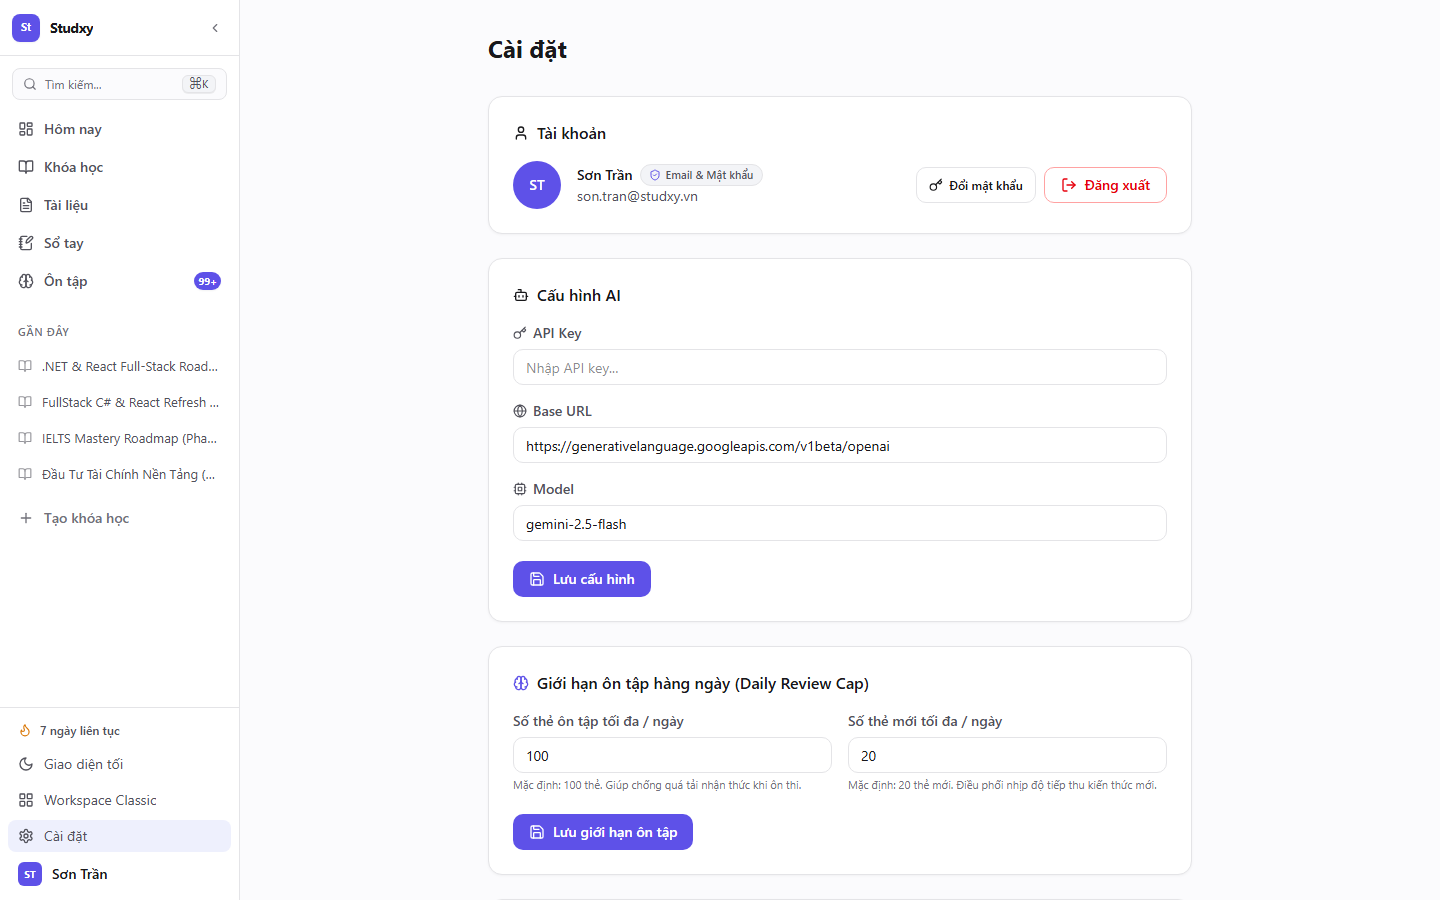 St Studxy
Tìm kiếm... ⌘K
Hôm nay
Khóa học
Tài liệu
Sổ tay
Ôn tập 99+
GẦN ĐÂY
.NET & React Full-Stack Road...
FullStack C# & React Refresh ...
IELTS Mastery Roadmap (Pha...
Đầu Tư Tài Chính Nền Tảng (...
Tạo khóa học
7 ngày liên tục
Giao diện tối
Workspace Classic
Cài đặt
ST Sơn Trần
Cài đặt
Tài khoản
ST
Sơn Trần Email & Mật khẩu
son.tran@studxy.vn
Đổi mật khẩu
Đăng xuất
Cấu hình AI
API Key
Nhập API key...
Base URL
https://generativelanguage.googleapis.com/v1beta/openai
Model
gemini-2.5-flash
Lưu cấu hình
Giới hạn ôn tập hàng ngày (Daily Review Cap)
Số thẻ ôn tập tối đa / ngày
100
Mặc định: 100 thẻ. Giúp chống quá tải nhận thức khi ôn thi.
Số thẻ mới tối đa / ngày
20
Mặc định: 20 thẻ mới. Điều phối nhịp độ tiếp thu kiến thức mới.
Lưu giới hạn ôn tập